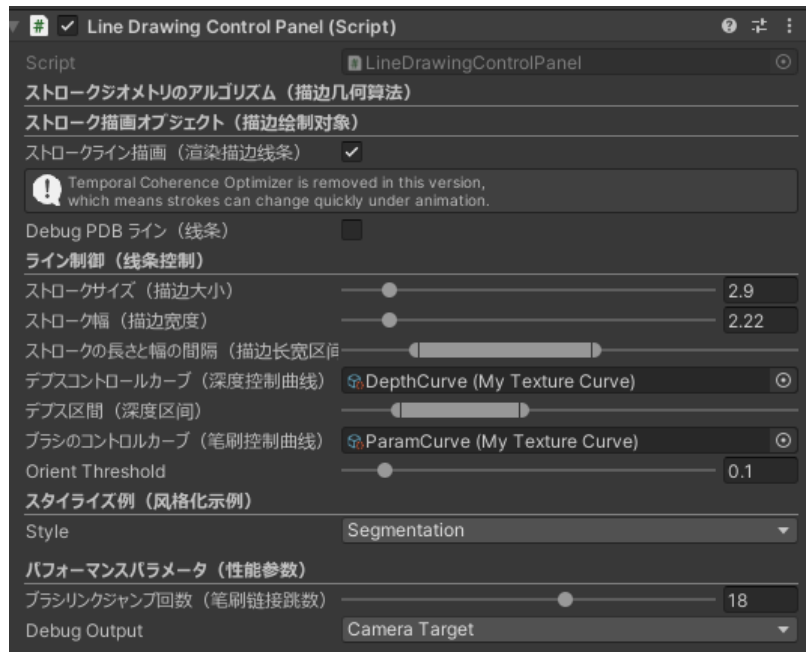 Line Drawing Control Panel (Script)
Script LineDrawingControlPanel
ストロークジオメトリのアルゴリズム（描边几何算法）
ストローク描画オブジェクト（描边绘制对象）
ストロークライン描画（渲染描边线条）
Temporal Coherence Optimizer is removed in this version,
which means strokes can change quickly under animation.
Debug PDB ライン（线条）
ライン制御（线条控制）
ストロークサイズ（描边大小） 2.9
ストローク幅（描边宽度） 2.22
ストロークの長さと幅の間隔（描边长宽区间
デプスコントロールカーブ（深度控制曲线） DepthCurve (My Texture Curve)
デプス区間（深度区间）
ブラシのコントロルカーブ（笔刷控制曲线） ParamCurve (My Texture Curve)
Orient Threshold 0.1
スタイライズ例（风格化示例）
Style Segmentation
パフォーマンスパラメータ（性能参数）
ブラシリンクジャンプ回数（笔刷链接跳数） 18
Debug Output Camera Target